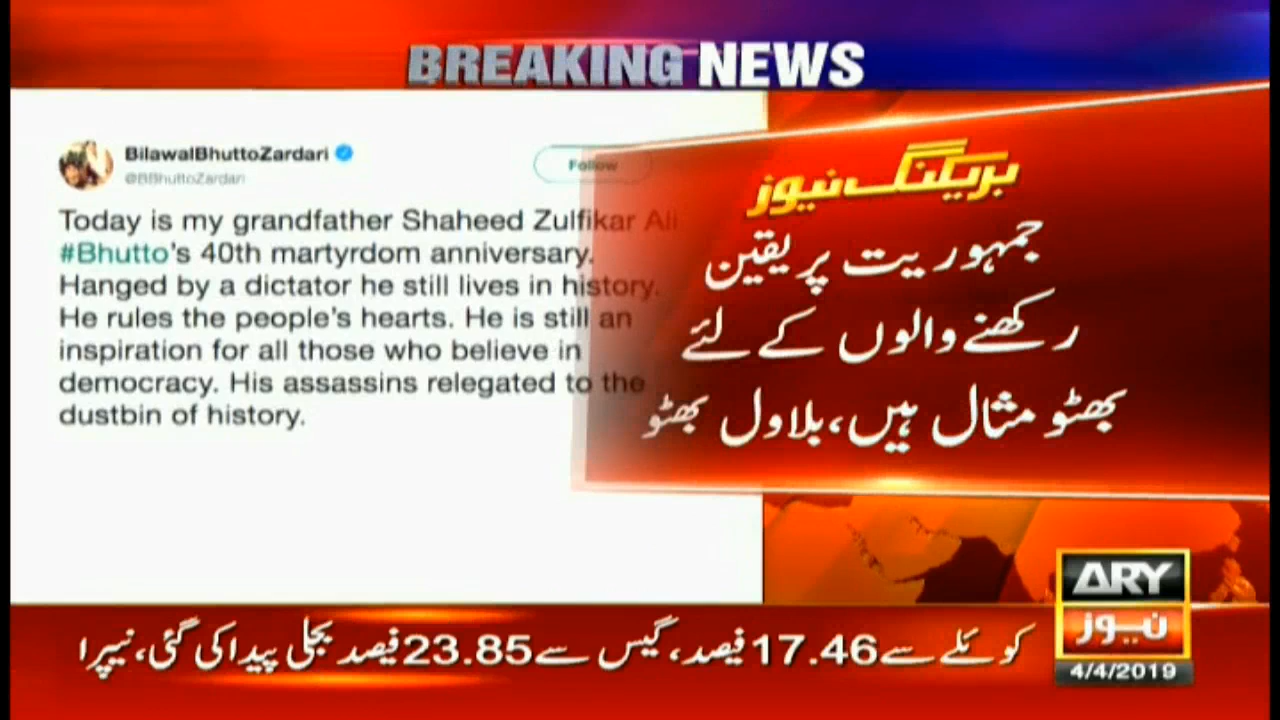 BREAKING NEWS
BilawalBhuttoZardari
@BBhuttoZardari
Follow
Today is my grandfather Shaheed Zulfikar Ali
#Bhutto's 40th martyrdom anniversary.
Hanged by a dictator he still lives in history.
He rules the people's hearts. He is still an
inspiration for all those who believe in
democracy. His assassins relegated to the
dustbin of history.
بریکنگ نیوز
جمہوریت پر یقین
رکھنے والوں کے لئے
بھٹو مثال ہیں، بلاول بھٹو
ARY
نیوز
4/4/2019
کوئلے سے 17.46 فیصد، گیس سے 23.85 فیصد بجلی پیدا کی گئی، نیپرا